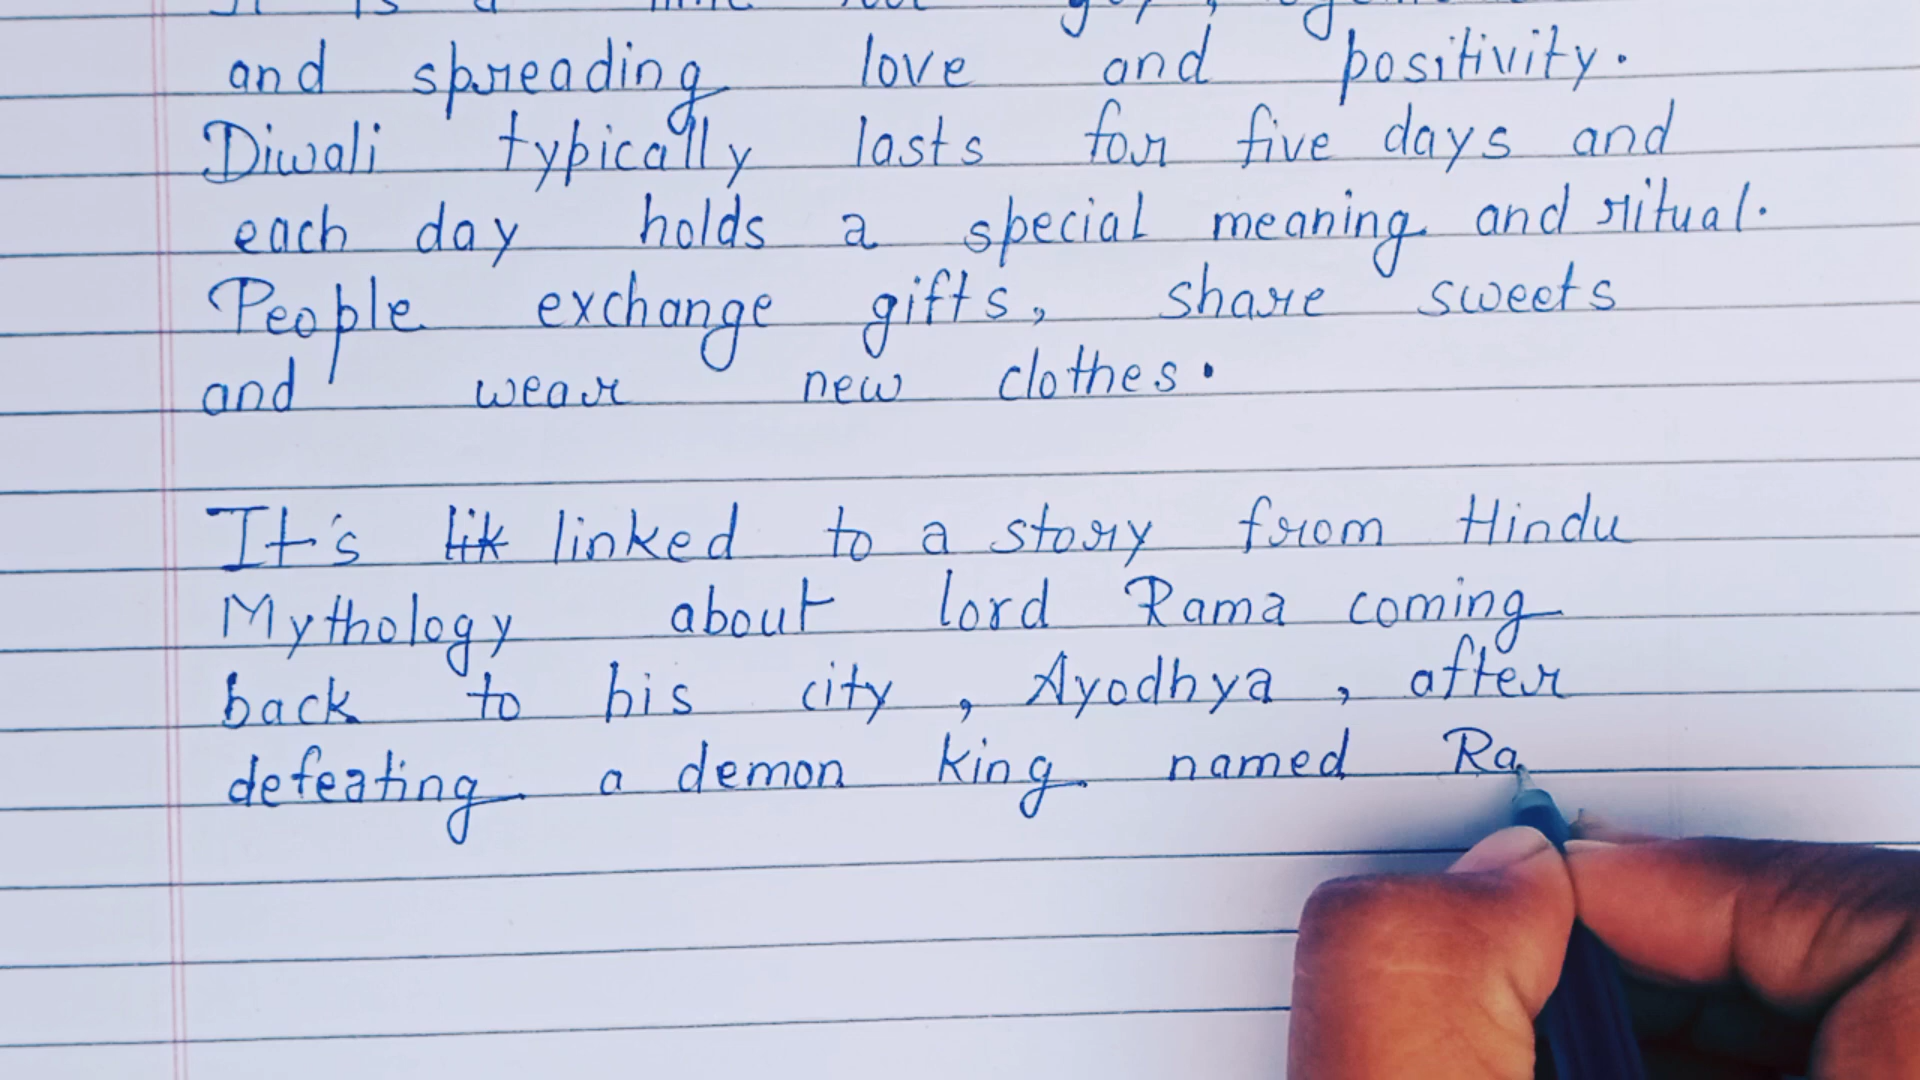 It is a
and spreading love and positivity.
Diwali typically lasts for five days and
each day holds a special meaning and ritual.
People exchange gifts, share sweets
and wear new clothes.
It's lik linked to a story from Hindu
Mythology about lord Rama coming
back to his city, Ayodhya, after
defeating a demon king named Ra